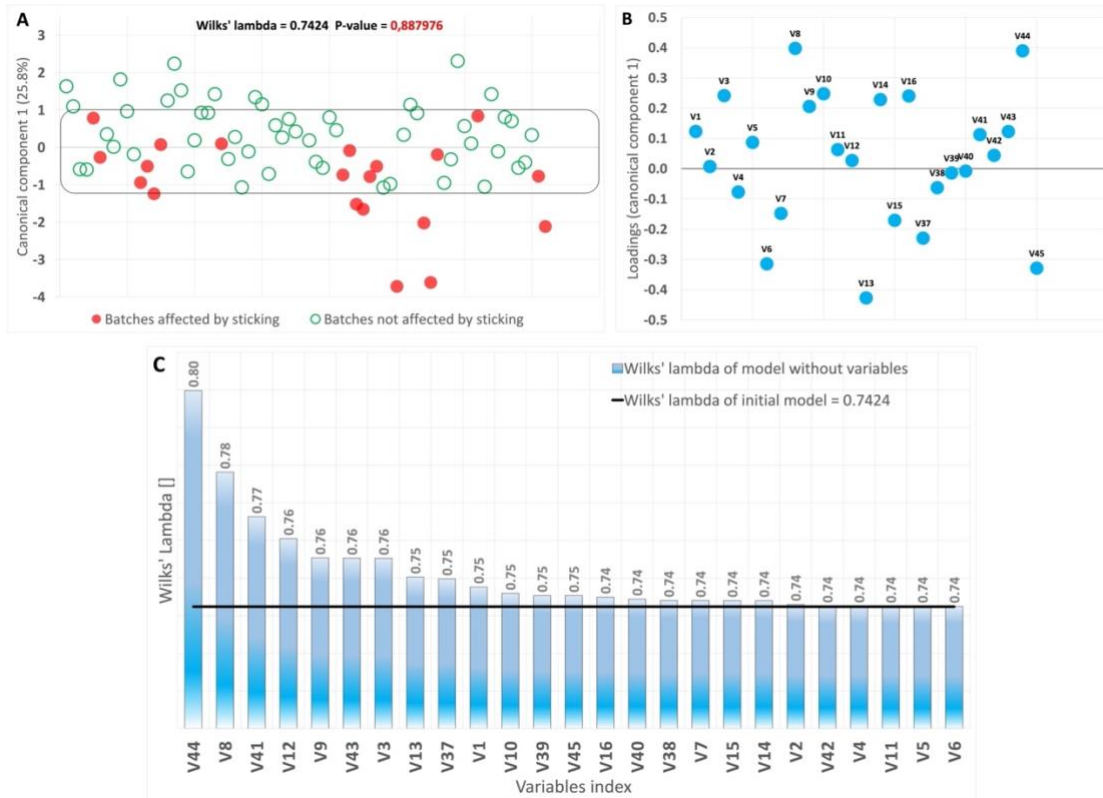 A
Wilks' lambda = 0.7424 P-value = 0,887976
Canonical component 1 (25.8%)
3
2
1
0
-1
-2
-3
-4
Batches affected by sticking
Batches not affected by sticking
B
Loadings (canonical component 1)
0.5
0.4
0.3
0.2
0.1
0.0
-0.1
-0.2
-0.3
-0.4
-0.5
V1
V2
V3
V4
V5
V6
V7
V8
V9
V10
V11
V12
V13
V14
V15
V16
V37
V38
V39
V40
V41
V42
V43
V44
V45
C
Wilks' lambda of model without variables
Wilks' lambda of initial model = 0.7424
Wilks' Lambda []
0.80
0.78
0.77
0.76
0.76
0.76
0.76
0.75
0.75
0.75
0.75
0.75
0.75
0.74
0.74
0.74
0.74
0.74
0.74
0.74
0.74
0.74
0.74
0.74
0.74
V44
V8
V41
V12
V9
V43
V3
V13
V37
V1
V10
V39
V45
V16
V40
V38
V7
V15
V14
V2
V42
V4
V11
V5
V6
Variables index